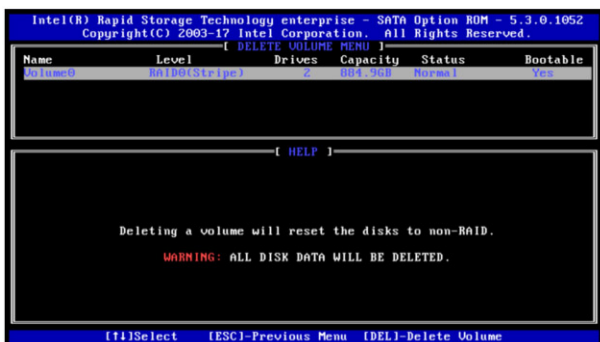 Intel(R) Rapid Storage Technology enterprise - SATA Option ROM - 5.3.0.1052
Copyright(C) 2003-17 Intel Corporation. All Rights Reserved.
[ DELETE VOLUME MENU ]
Name Level Drives Capacity Status Bootable
Volume0 RAID0(Stripe) 2 884.9GB Normal Yes
[ HELP ]
Deleting a volume will reset the disks to non-RAID.
WARNING: ALL DISK DATA WILL BE DELETED.
[↑↓]Select [ESC]-Previous Menu [DEL]-Delete Volume